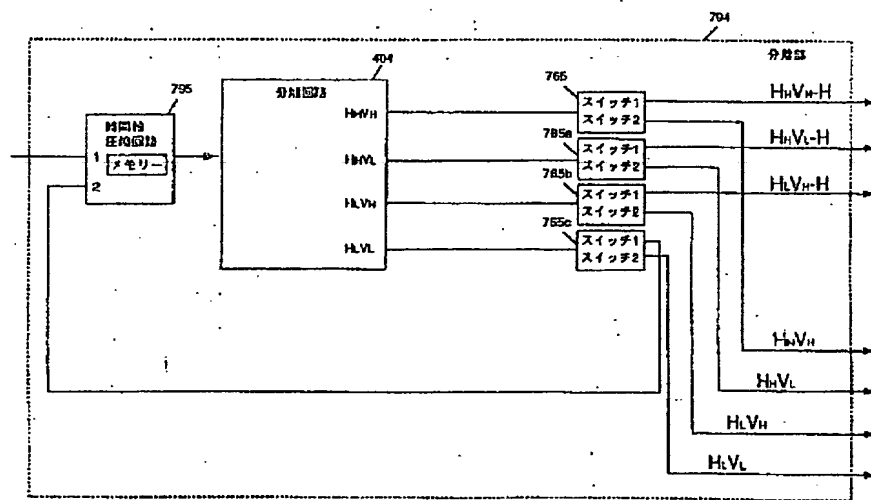 794
分離部
795
時間軸
圧縮回路
メモリー
1
2
404
分離回路
HHVH
HHVL
HLVH
HLVL
765
スイッチ1
スイッチ2
765a
スイッチ1
スイッチ2
765b
スイッチ1
スイッチ2
765c
スイッチ1
スイッチ2
HHVH-H
HHVL-H
HLVH-H
HHVH
HHVL
HLVH
HLVL